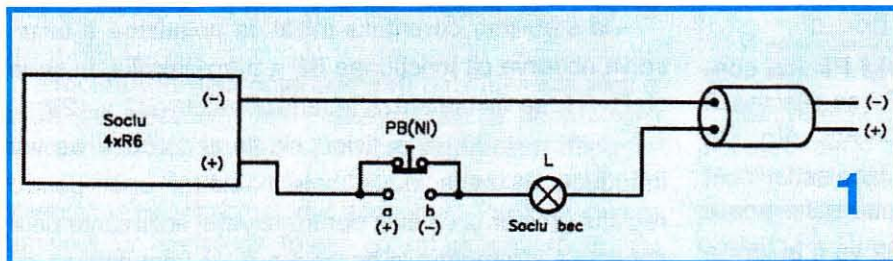 Soclu
4xR6
(-)
(+)
PB(NI)
a
(+)
b
(-)
L
Soclu bec
(-)
(+)
1